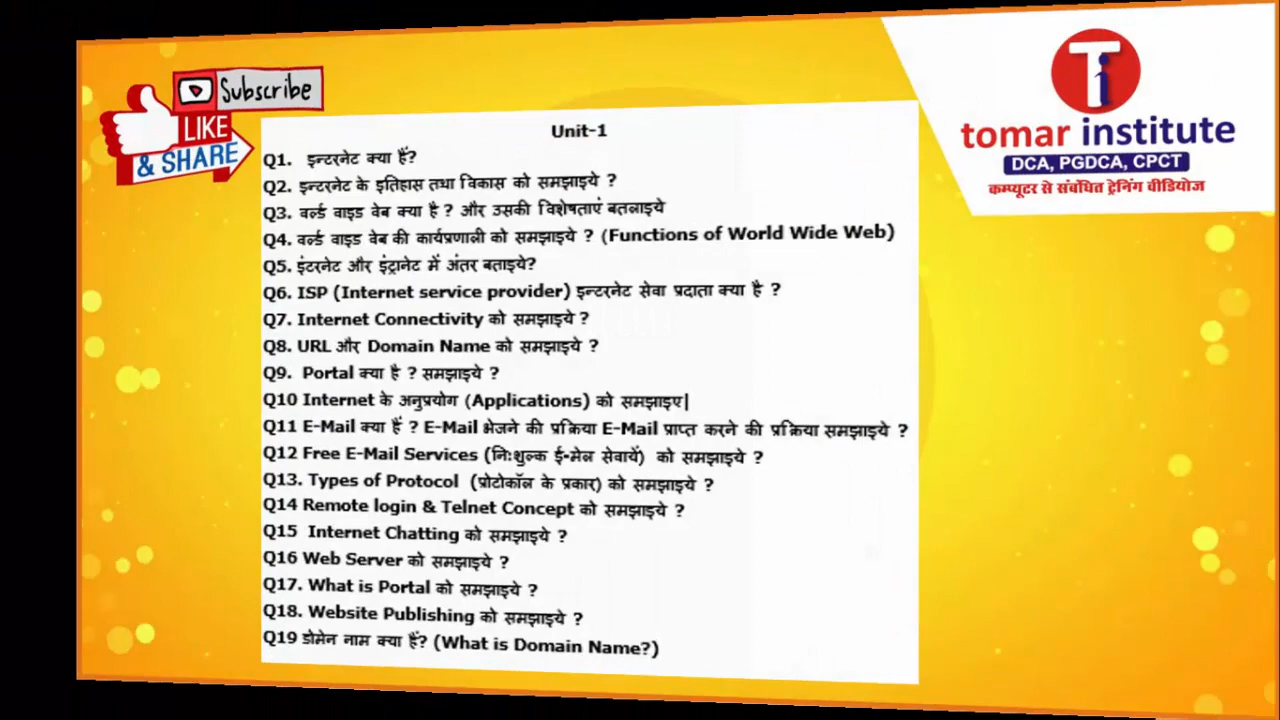 Subscribe
LIKE
& SHARE
Ti
tomar institute
DCA, PGDCA, CPCT
कम्प्यूटर से संबंधित ट्रेनिंग वीडियोज
Unit-1
Q1. इन्टरनेट क्या हैं?
Q2. इन्टरनेट के इतिहास तथा विकास को समझाइये ?
Q3. वर्ल्ड वाइड वेब क्या है ? और उसकी विशेषताएं बतलाइये
Q4. वर्ल्ड वाइड वेब की कार्यप्रणाली को समझाइये ? (Functions of World Wide Web)
Q5. इंटरनेट और इंट्रानेट में अंतर बताइये?
Q6. ISP (Internet service provider) इन्टरनेट सेवा प्रदाता क्या है ?
Q7. Internet Connectivity को समझाइये ?
Q8. URL और Domain Name को समझाइये ?
Q9. Portal क्या है ? समझाइये ?
Q10 Internet के अनुप्रयोग (Applications) को समझाइए|
Q11 E-Mail क्या हैं ? E-Mail भेजने की प्रक्रिया E-Mail प्राप्त करने की प्रक्रिया समझाइये ?
Q12 Free E-Mail Services (निःशुल्क ई-मेल सेवायें) को समझाइये ?
Q13. Types of Protocol (प्रोटोकॉल के प्रकार) को समझाइये ?
Q14 Remote login & Telnet Concept को समझाइये ?
Q15 Internet Chatting को समझाइये ?
Q16 Web Server को समझाइये ?
Q17. What is Portal को समझाइये ?
Q18. Website Publishing को समझाइये ?
Q19 डोमेन नाम क्या हैं? (What is Domain Name?)